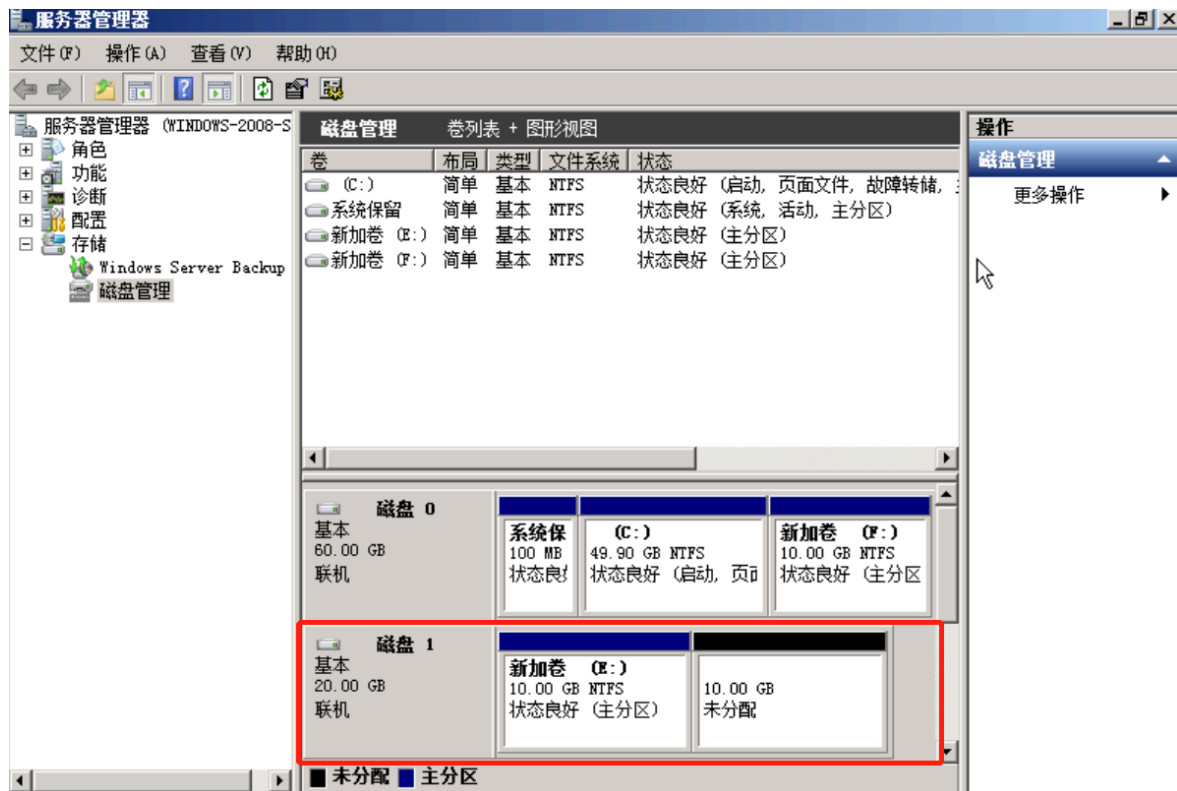 服务器管理器
文件(F) 操作(A) 查看(V) 帮助(H)
服务器管理器 (WINDOWS-2008-S
角色
功能
诊断
配置
存储
Windows Server Backup
磁盘管理
磁盘管理 卷列表 + 图形视图
卷 布局 类型 文件系统 状态
(C:) 简单 基本 NTFS 状态良好 (启动, 页面文件, 故障转储,
系统保留 简单 基本 NTFS 状态良好 (系统, 活动, 主分区)
新加卷 (E:) 简单 基本 NTFS 状态良好 (主分区)
新加卷 (F:) 简单 基本 NTFS 状态良好 (主分区)
磁盘 0
基本
60.00 GB
联机
系统保
100 MB
状态良
(C:)
49.90 GB NTFS
状态良好 (启动, 页
新加卷 (F:)
10.00 GB NTFS
状态良好 (主分区
磁盘 1
基本
20.00 GB
联机
新加卷 (E:)
10.00 GB NTFS
状态良好 (主分区)
10.00 GB
未分配
未分配 主分区
操作
磁盘管理
更多操作